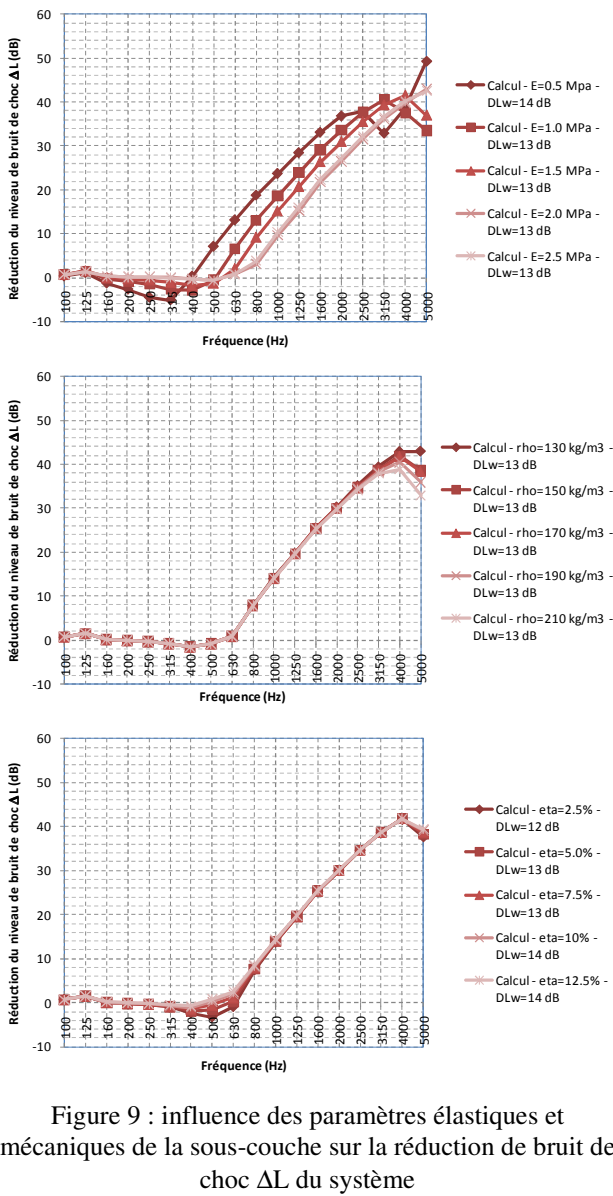 60
50
40
30
20
10
0
-10
Réduction du niveau de bruit de choc ΔL (dB)
100
125
160
200
250
315
400
500
630
800
1000
1250
1600
2000
2500
3150
4000
5000
Fréquence (Hz)
Calcul - E=0.5 Mpa -
DLw=14 dB
Calcul - E=1.0 MPa -
DLw=13 dB
Calcul - E=1.5 MPa -
DLw=13 dB
Calcul - E=2.0 MPa -
DLw=13 dB
Calcul - E=2.5 MPa -
DLw=13 dB
60
50
40
30
20
10
0
-10
Réduction du niveau de bruit de choc ΔL (dB)
100
125
160
200
250
315
400
500
630
800
1000
1250
1600
2000
2500
3150
4000
5000
Fréquence (Hz)
Calcul - rho=130 kg/m3 -
DLw=13 dB
Calcul - rho=150 kg/m3 -
DLw=13 dB
Calcul - rho=170 kg/m3 -
DLw=13 dB
Calcul - rho=190 kg/m3 -
DLw=13 dB
Calcul - rho=210 kg/m3 -
DLw=13 dB
60
50
40
30
20
10
0
-10
Réduction du niveau de bruit de choc ΔL (dB)
100
125
160
200
250
315
400
500
630
800
1000
1250
1600
2000
2500
3150
4000
5000
Fréquence (Hz)
Calcul - eta=2.5% -
DLw=12 dB
Calcul - eta=5.0% -
DLw=13 dB
Calcul - eta=7.5% -
DLw=13 dB
Calcul - eta=10% -
DLw=14 dB
Calcul - eta=12.5% -
DLw=14 dB
Figure 9 : influence des paramètres élastiques et
mécaniques de la sous-couche sur la réduction de bruit de
choc ΔL du système